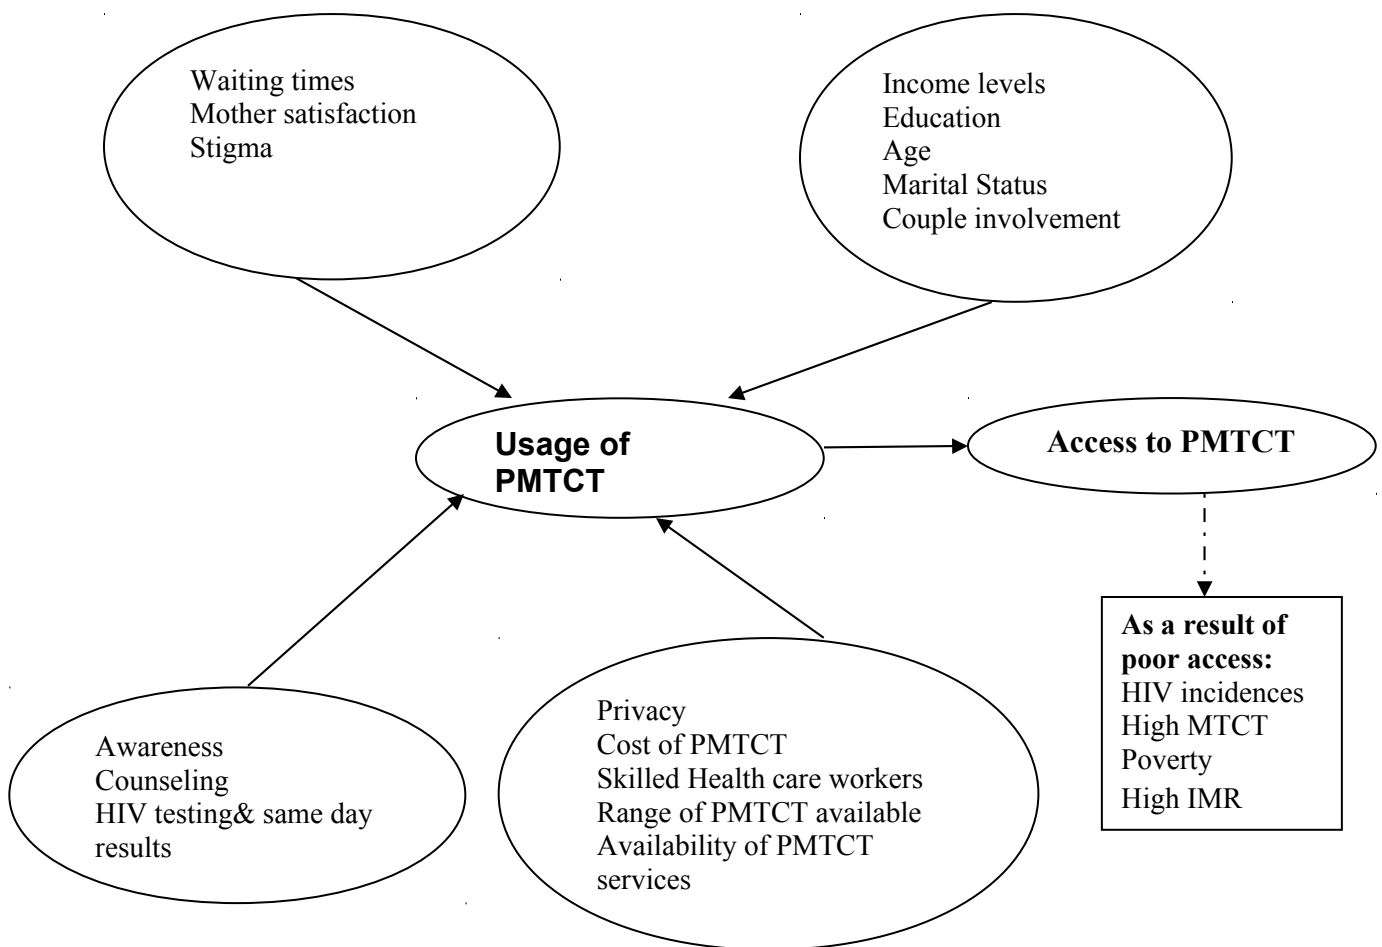 Waiting times
Mother satisfaction
Stigma
Income levels
Education
Age
Marital Status
Couple involvement
Usage of
PMTCT
Access to PMTCT
As a result of
poor access:
HIV incidences
High MTCT
Poverty
High IMR
Awareness
Counseling
HIV testing& same day
results
Privacy
Cost of PMTCT
Skilled Health care workers
Range of PMTCT available
Availability of PMTCT
services